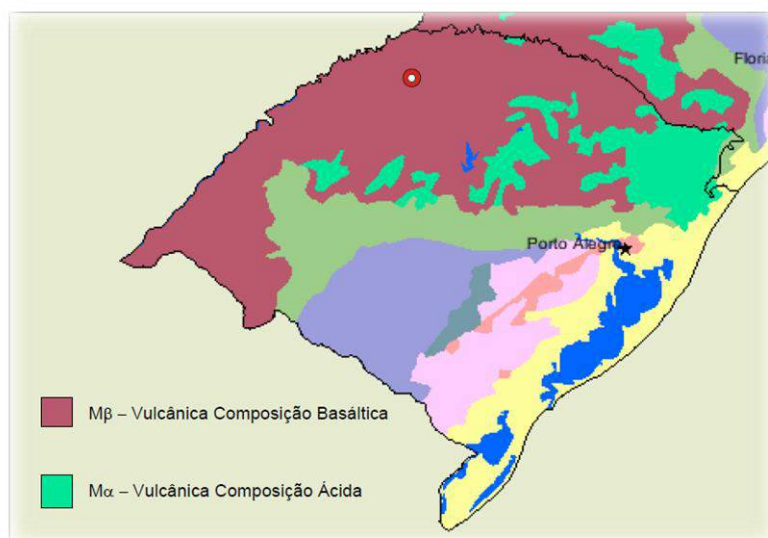 Floria
Porto Alegre
Mβ – Vulcânica Composição Basáltica
Mα – Vulcânica Composição Ácida